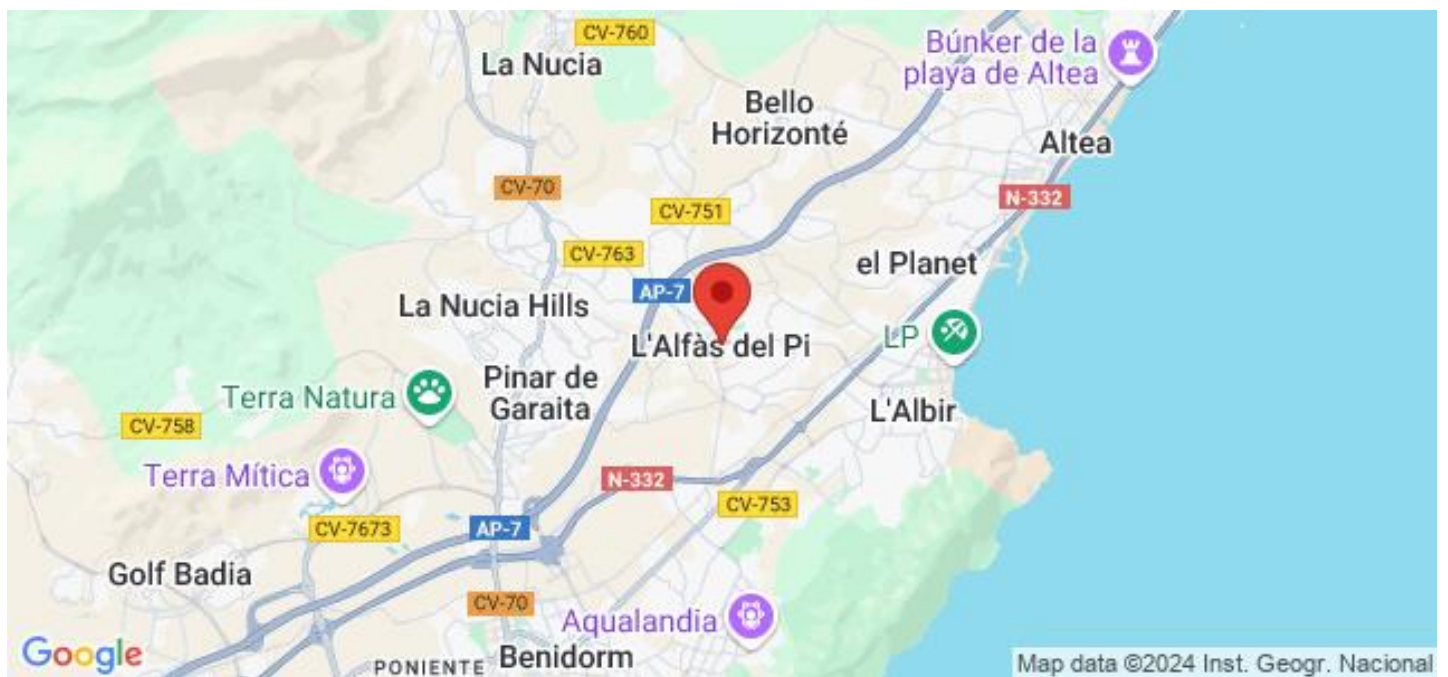 CV-760
La Nucia
Búnker de la
playa de Altea
Bello
Horizonté
Altea
CV-70
N-332
CV-751
CV-763
el Planet
AP-7
La Nucia Hills
LP
L'Alfàs del Pi
Pinar de
Garaita
Terra Natura
L'Albir
CV-758
Terra Mítica
N-332
CV-753
CV-7673
AP-7
Golf Badia
CV-70
Aqualandia
Google
PONIENTE
Benidorm
Map data ©2024 Inst. Geogr. Nacional